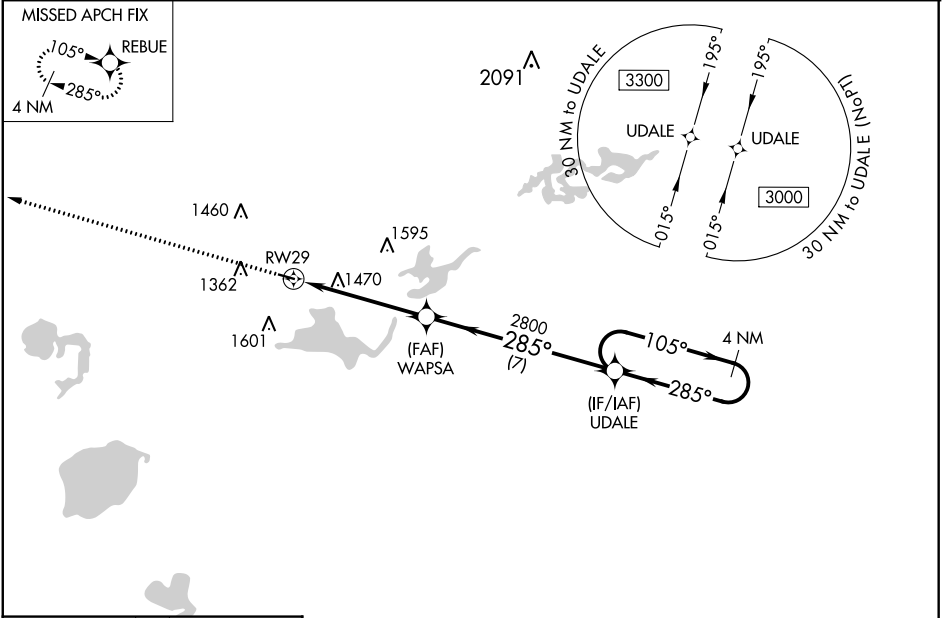 MISSED APCH FIX
105°
REBUE
285°
4 NM
2091
30 NM to UDALE
3300
195°
UDALE
015°
195°
UDALE
3000
015°
30 NM to UDALE (NoPT)
1460
1595
RW29
1362
1470
1601
(FAF)
WAPSA
2800
285°
(7)
105°
4 NM
285°
(IF/IAF)
UDALE